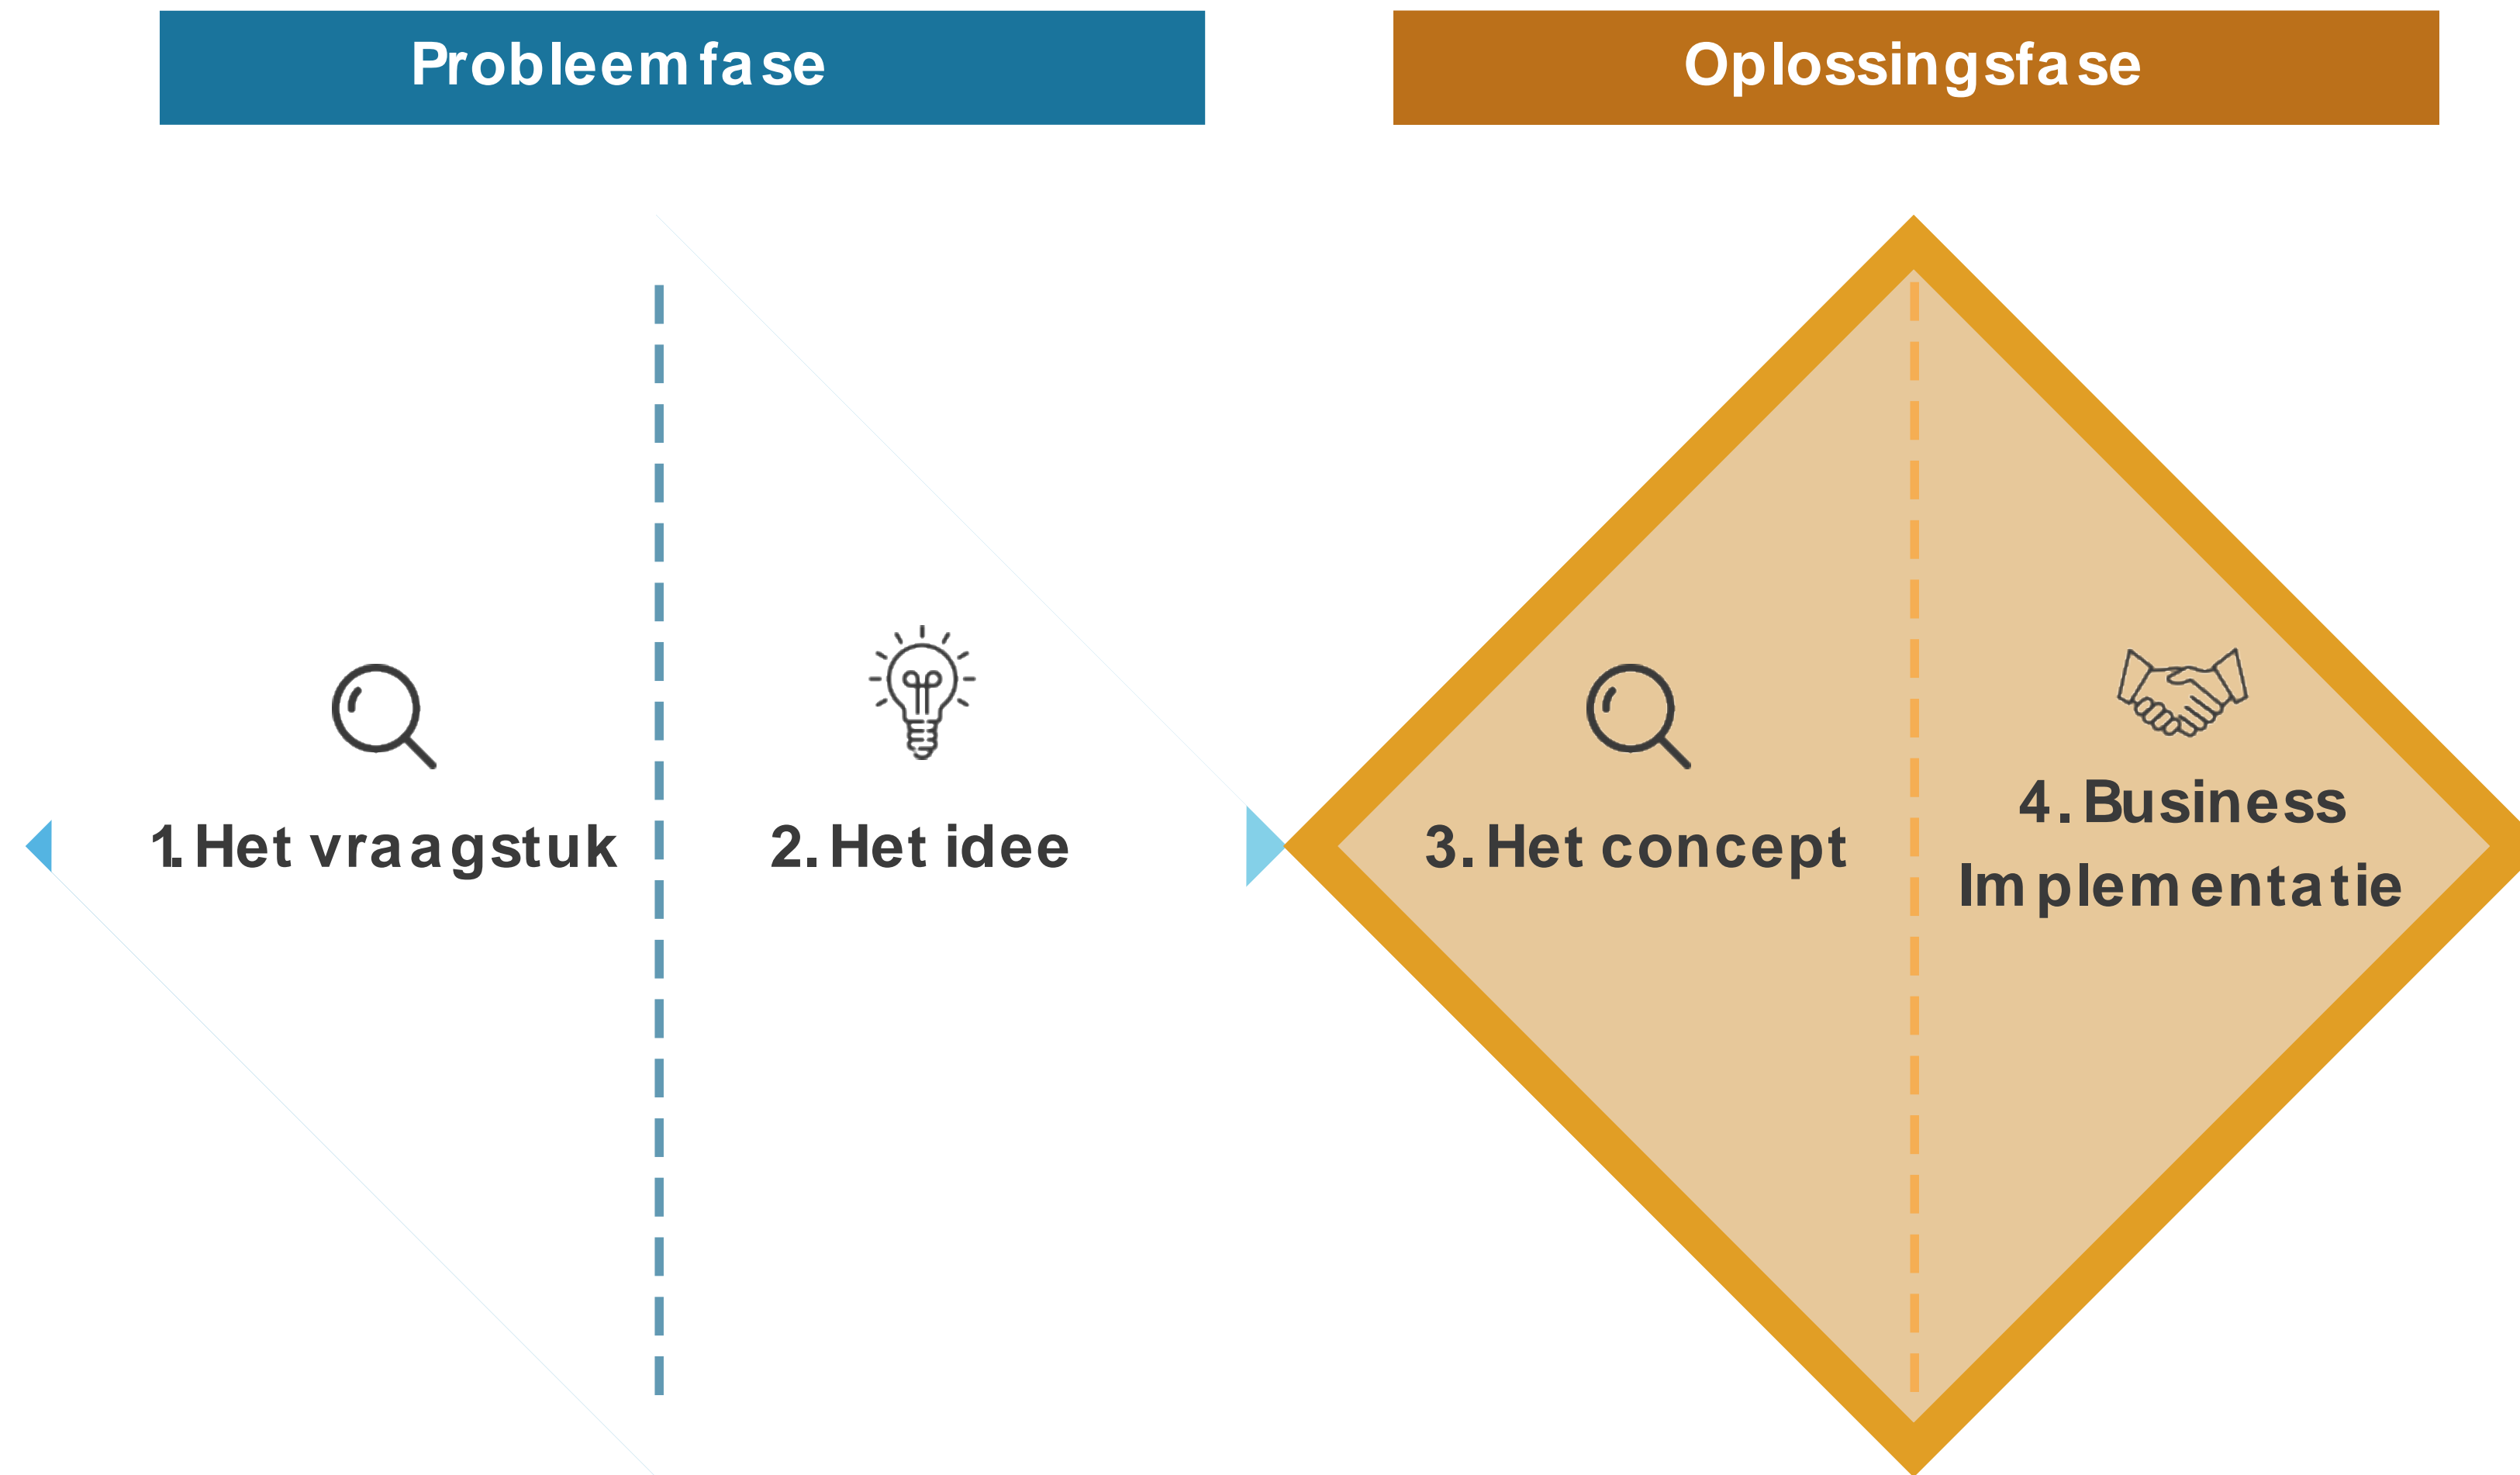 Probleemfase
Oplossingsfase
1. Het vraagstuk
2. Het idee
3. Het concept
4. Business
Implementatie